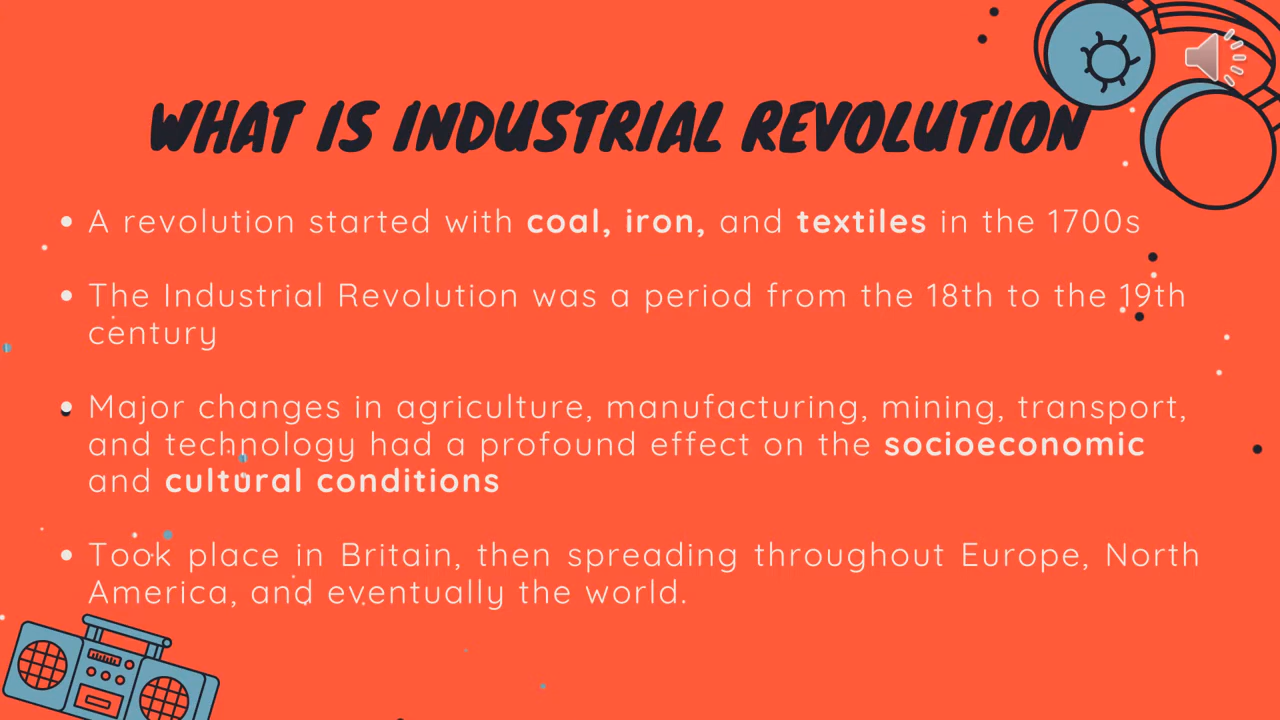 WHAT IS INDUSTRIAL REVOLUTION
• A revolution started with coal, iron, and textiles in the 1700s
• The Industrial Revolution was a period from the 18th to the 19th
century
• Major changes in agriculture, manufacturing, mining, transport,
and technology had a profound effect on the socioeconomic
and cultural conditions
• Took place in Britain, then spreading throughout Europe, North
America, and eventually the world.